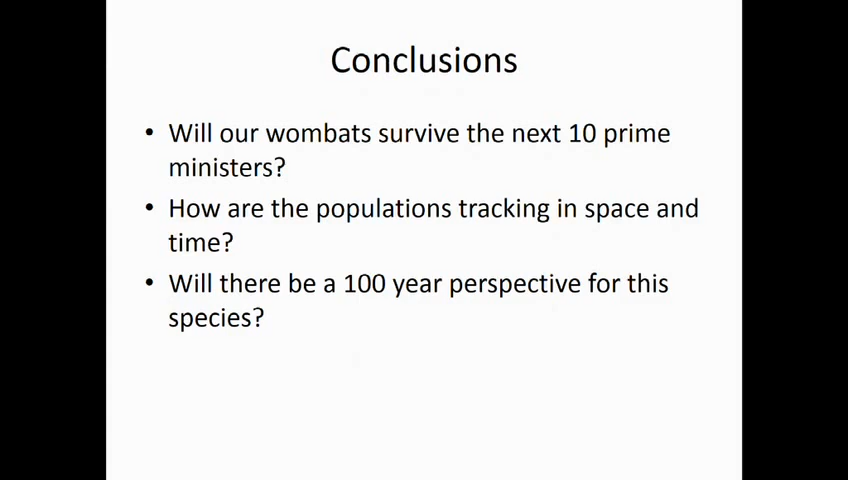 Conclusions
• Will our wombats survive the next 10 prime
ministers?
• How are the populations tracking in space and
time?
• Will there be a 100 year perspective for this
species?